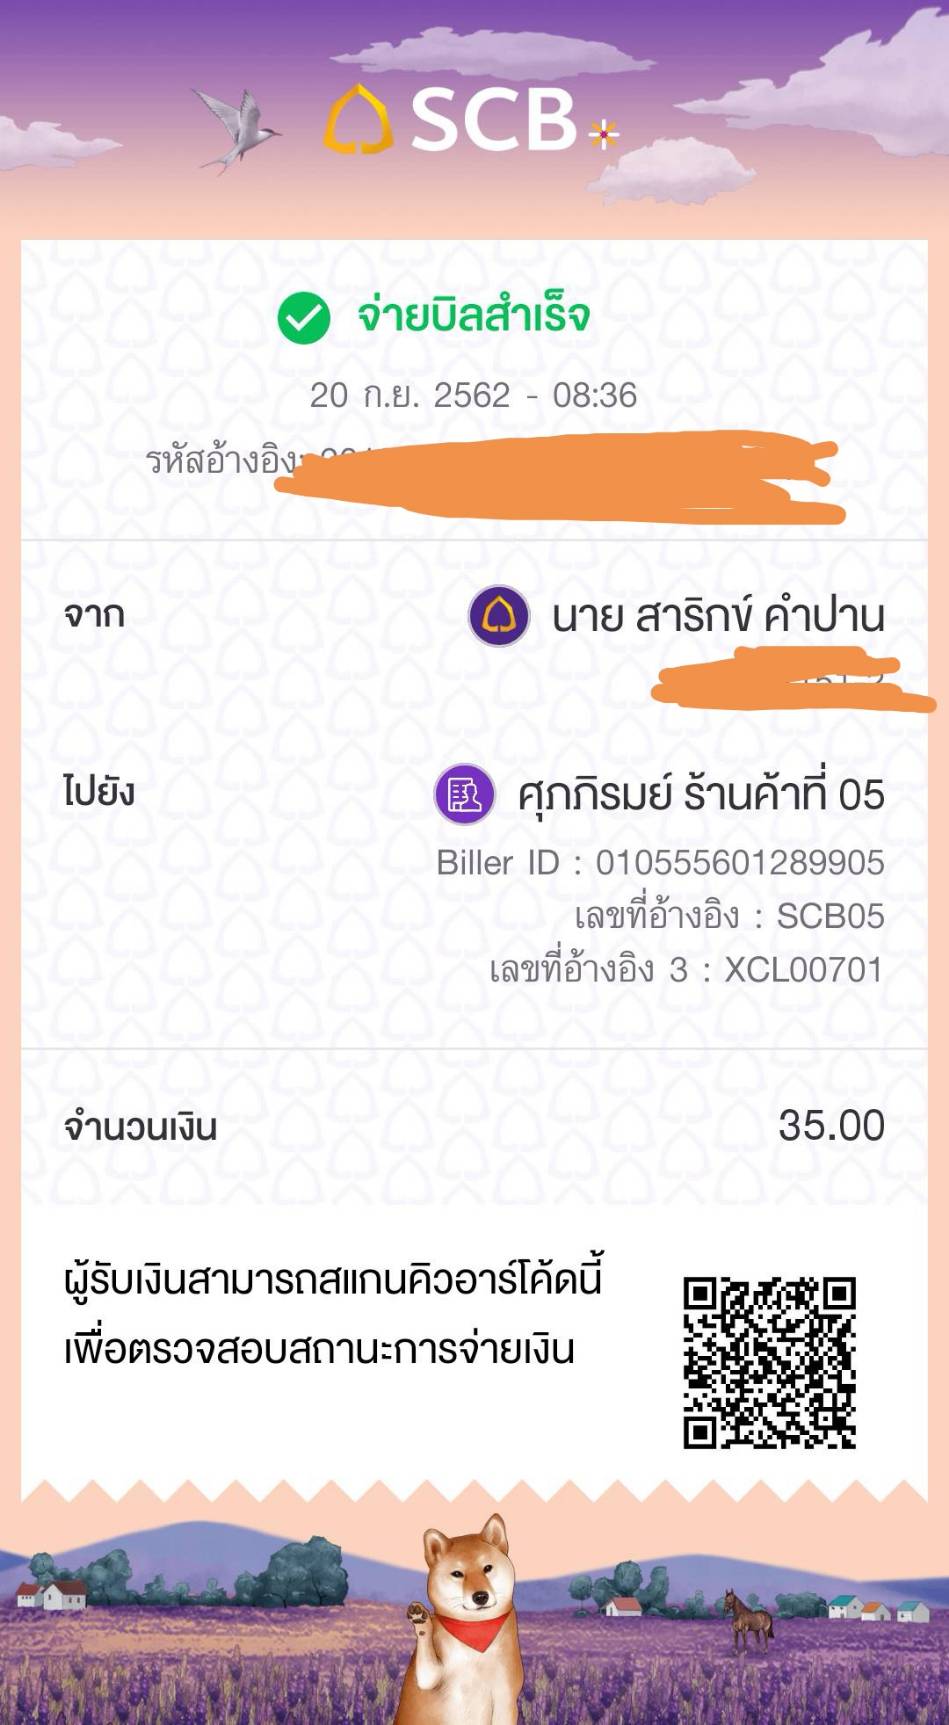 SCB
จ่ายบิลสำเร็จ
20 ก.ย. 2562 - 08:36
รหัสอ้างอิง:
จาก
นาย สาริกข์ คำปาน
ไปยัง
ศุภภิรมย์ ร้านค้าที่ 05
Biller ID : 010555601289905
เลขที่อ้างอิง : SCB05
เลขที่อ้างอิง 3 : XCL00701
จำนวนเงิน
35.00
ผู้รับเงินสามารถสแกนคิวอาร์โค้ดนี้
เพื่อตรวจสอบสถานะการจ่ายเงิน